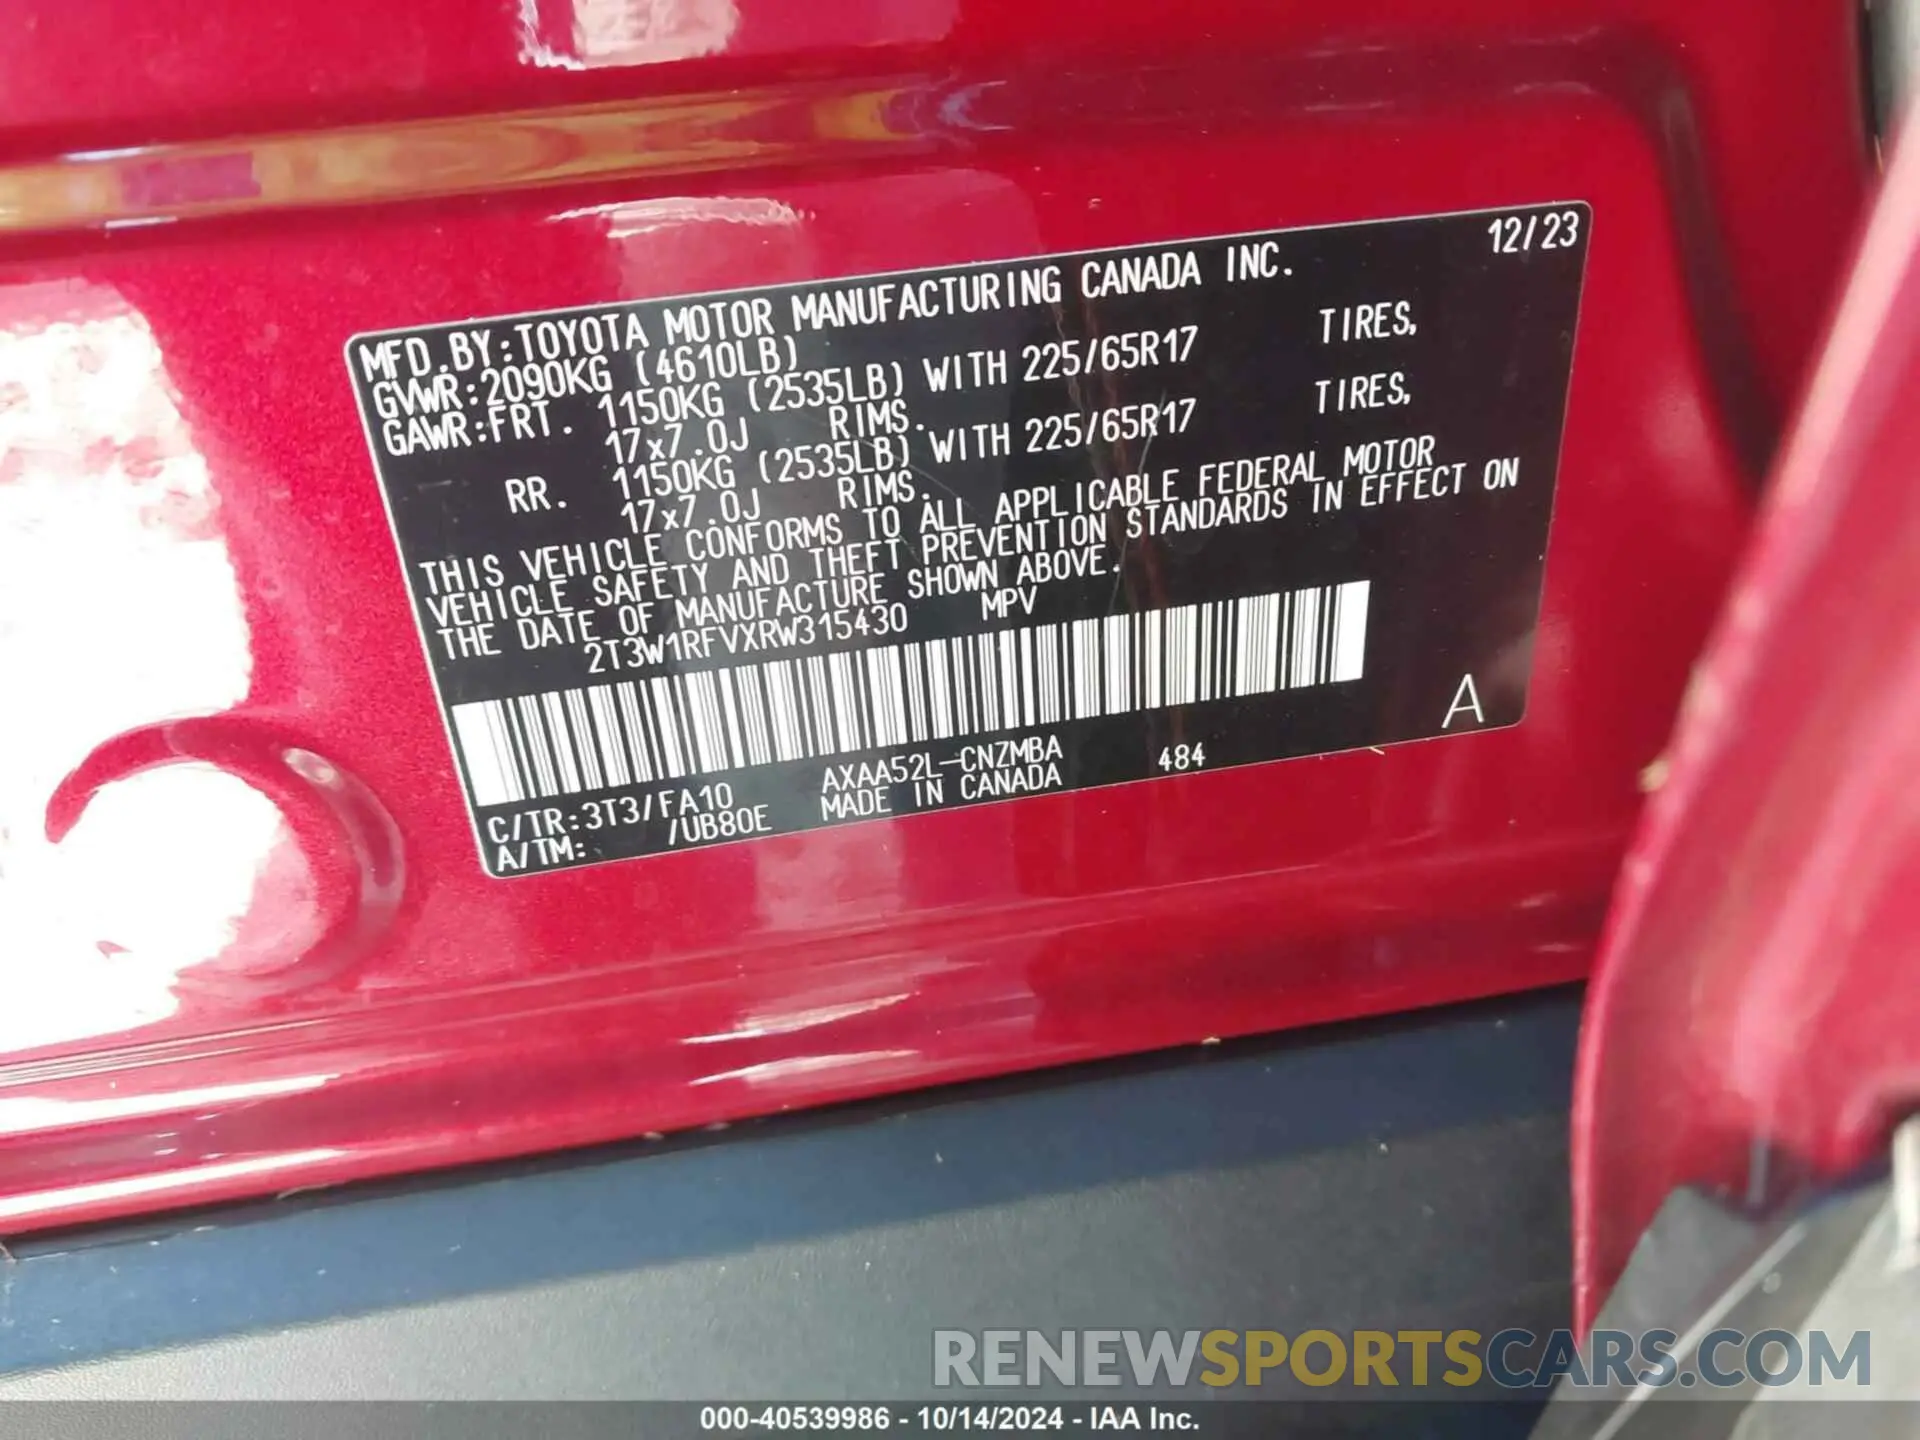 12/23
MFD.BY:TOYOTA MOTOR MANUFACTURING CANADA INC.
GVWR:2090KG (4610LB)
GAWR:FRT. 1150KG (2535LB) WITH 225/65R17 TIRES,
17x7.0J RIMS.
RR. 1150KG (2535LB) WITH 225/65R17 TIRES,
17x7.0J RIMS.
THIS VEHICLE CONFORMS TO ALL APPLICABLE FEDERAL MOTOR
VEHICLE SAFETY AND THEFT PREVENTION STANDARDS IN EFFECT ON
THE DATE OF MANUFACTURE SHOWN ABOVE.
2T3W1RFVXRW315430 MPV
A
C/TR:3T3/FA10 AXAA52L-CNZMBA 484
A/TM: /UB80E MADE IN CANADA
RENEWSPORTSCARS.COM
000-40539986 - 10/14/2024 - IAA Inc.